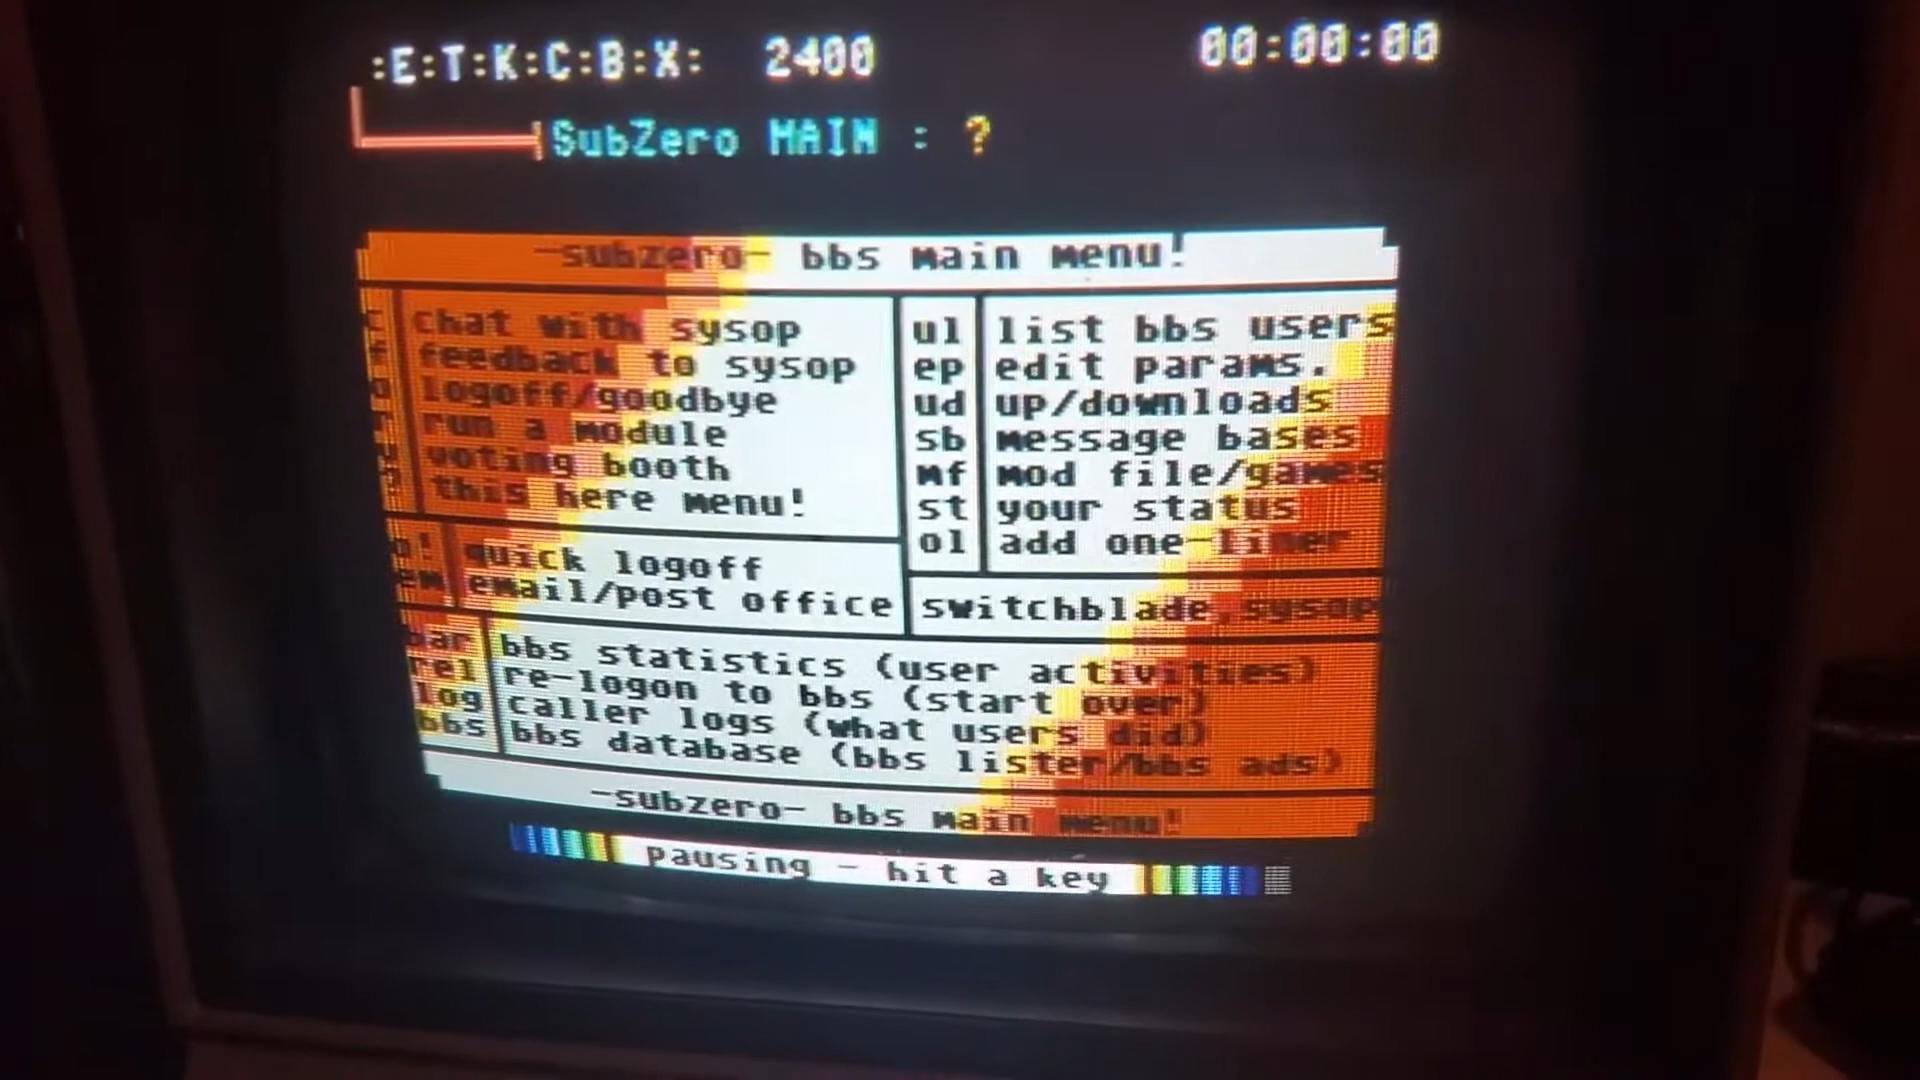 :E:T:K:C:B:X: 2400 00:00:00
SubZero MAIN : ?
-subzero- bbs main menu!
c chat with sysop
f feedback to sysop
o logoff/goodbye
r run a module
v voting booth
? this here menu!
o! quick logoff
em email/post office
ul list bbs users
ep edit params.
ud up/downloads
sb message bases
mf mod file/games
st your status
ol add one-liner
switchblade,sysop
bar bbs statistics (user activities)
rel re-logon to bbs (start over)
log caller logs (what users did)
bbs bbs database (bbs lister/bbs ads)
-subzero- bbs main menu!
pausing - hit a key